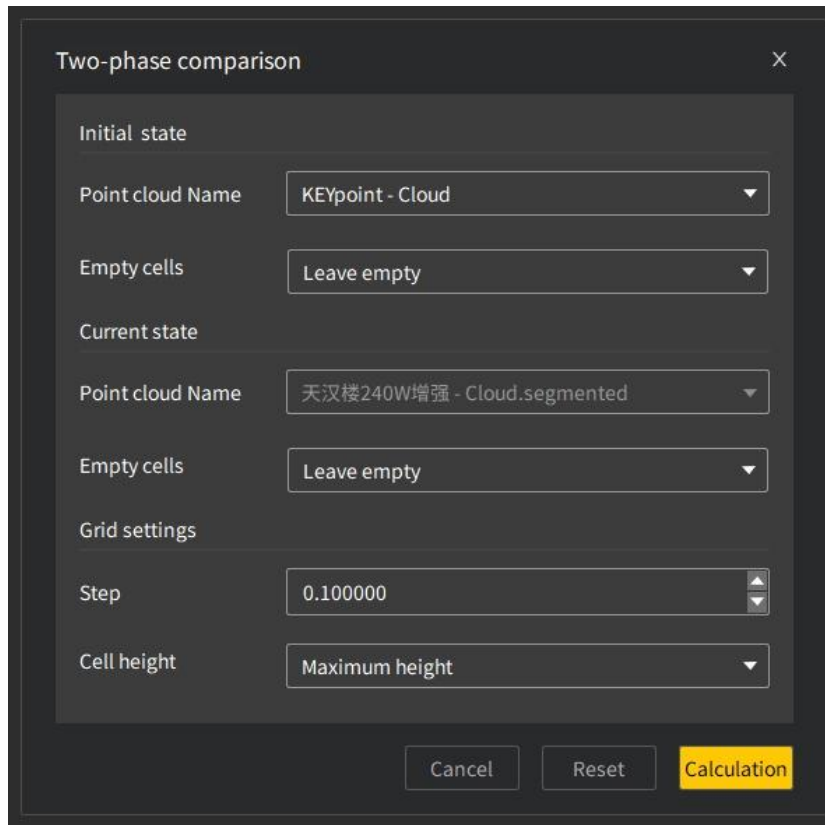 Two-phase comparison X
Initial state
Point cloud Name KEYpoint - Cloud
Empty cells Leave empty
Current state
Point cloud Name 天汉楼240W增强 - Cloud.segmented
Empty cells Leave empty
Grid settings
Step 0.100000
Cell height Maximum height
Cancel Reset Calculation